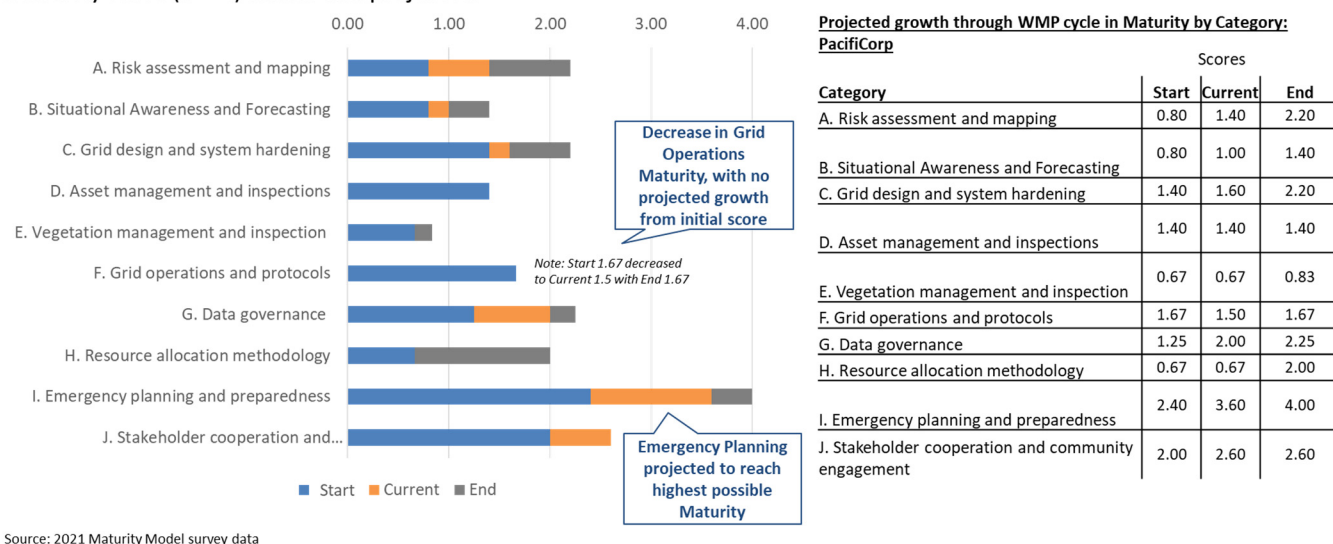 0.00 1.00 2.00 3.00 4.00
A. Risk assessment and mapping
B. Situational Awareness and Forecasting
C. Grid design and system hardening
D. Asset management and inspections
E. Vegetation management and inspection
F. Grid operations and protocols
G. Data governance
H. Resource allocation methodology
I. Emergency planning and preparedness
J. Stakeholder cooperation and...
Decrease in Grid
Operations
Maturity, with no
projected growth
from initial score
Note: Start 1.67 decreased
to Current 1.5 with End 1.67
Emergency Planning
projected to reach
highest possible
Maturity
Start Current End
Source: 2021 Maturity Model survey data
Projected growth through WMP cycle in Maturity by Category:
PacifiCorp
Scores
Category Start Current End
A. Risk assessment and mapping 0.80 1.40 2.20
B. Situational Awareness and Forecasting 0.80 1.00 1.40
C. Grid design and system hardening 1.40 1.60 2.20
D. Asset management and inspections 1.40 1.40 1.40
E. Vegetation management and inspection 0.67 0.67 0.83
F. Grid operations and protocols 1.67 1.50 1.67
G. Data governance 1.25 2.00 2.25
H. Resource allocation methodology 0.67 0.67 2.00
I. Emergency planning and preparedness 2.40 3.60 4.00
J. Stakeholder cooperation and community
engagement 2.00 2.60 2.60